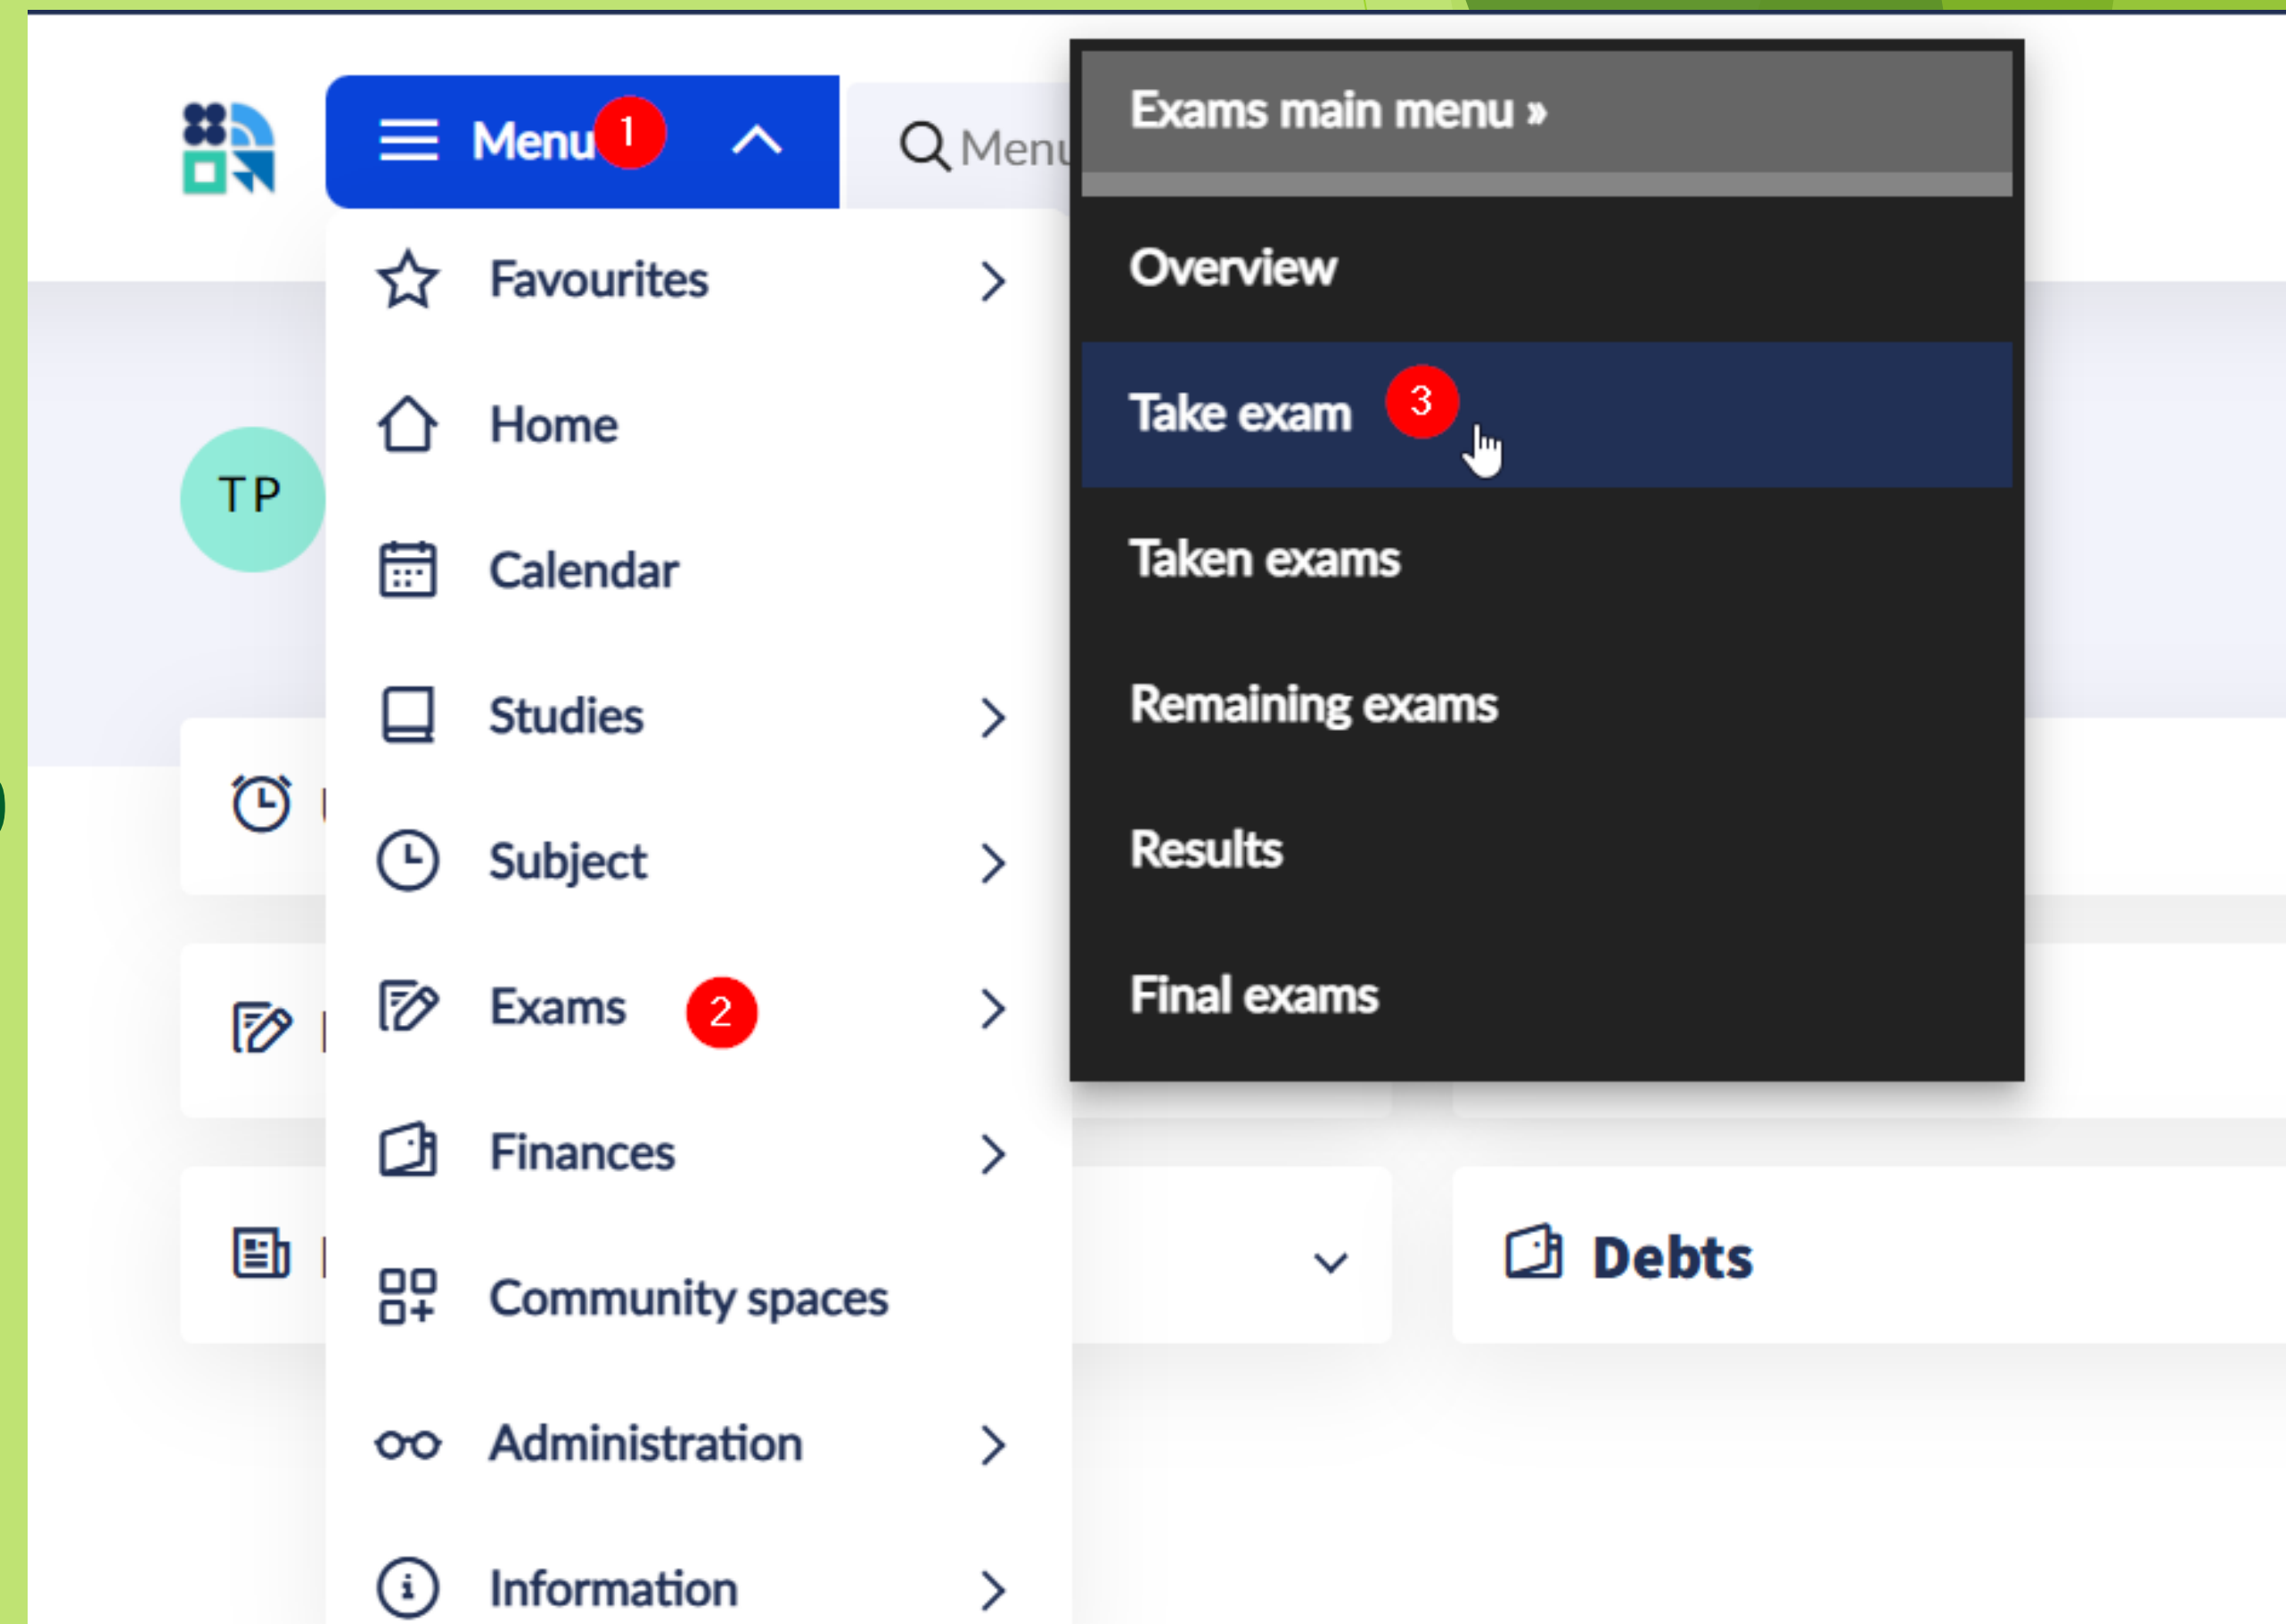 Menu 1
Menu
Exams main menu »
Overview
Take exam 3
Taken exams
Remaining exams
Results
Final exams
Favourites
Home
Calendar
TP
Studies
Subject
Exams 2
Finances
Community spaces
Debts
Administration
Information